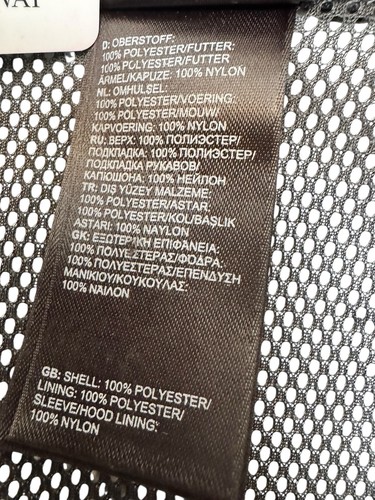 WAY
D: OBERSTOFF:
100% POLYESTER/FUTTER:
100% POLYESTER/FUTTER
ÄRMEL/KAPUZE: 100% NYLON
NL: OMHULSEL:
100% POLYESTER/VOERING:
100% POLYESTER/MOUW/
KAPVOERING: 100% NYLON
RU: ВЕРХ: 100% ПОЛИЭСТЕР/
ПОДКЛАДКА: 100% ПОЛИЭСТЕР/
ПОДКЛАДКА РУКАВОВ/
КАПЮШОНА: 100% НЕЙЛОН
TR: DIŞ YÜZEY MALZEME:
100% POLYESTER/ASTAR:
100% POLYESTER/KOL/BAŞLIK
ASTARI: 100% NAYLON
GK: ΕΞΩΤΕΡΙΚΗ ΕΠΙΦΑΝΕΙΑ:
100% ΠΟΛΥΕΣΤΕΡΑΣ/ΦΟΔΡΑ:
100% ΠΟΛΥΕΣΤΕΡΑΣ/ΕΠΕΝΔΥΣΗ
ΜΑΝΙΚΙΟΥ/ΚΟΥΚΟΥΛΑΣ:
100% ΝΑΙΛΟΝ
GB: SHELL: 100% POLYESTER/
LINING: 100% POLYESTER/
SLEEVE/HOOD LINING:
100% NYLON